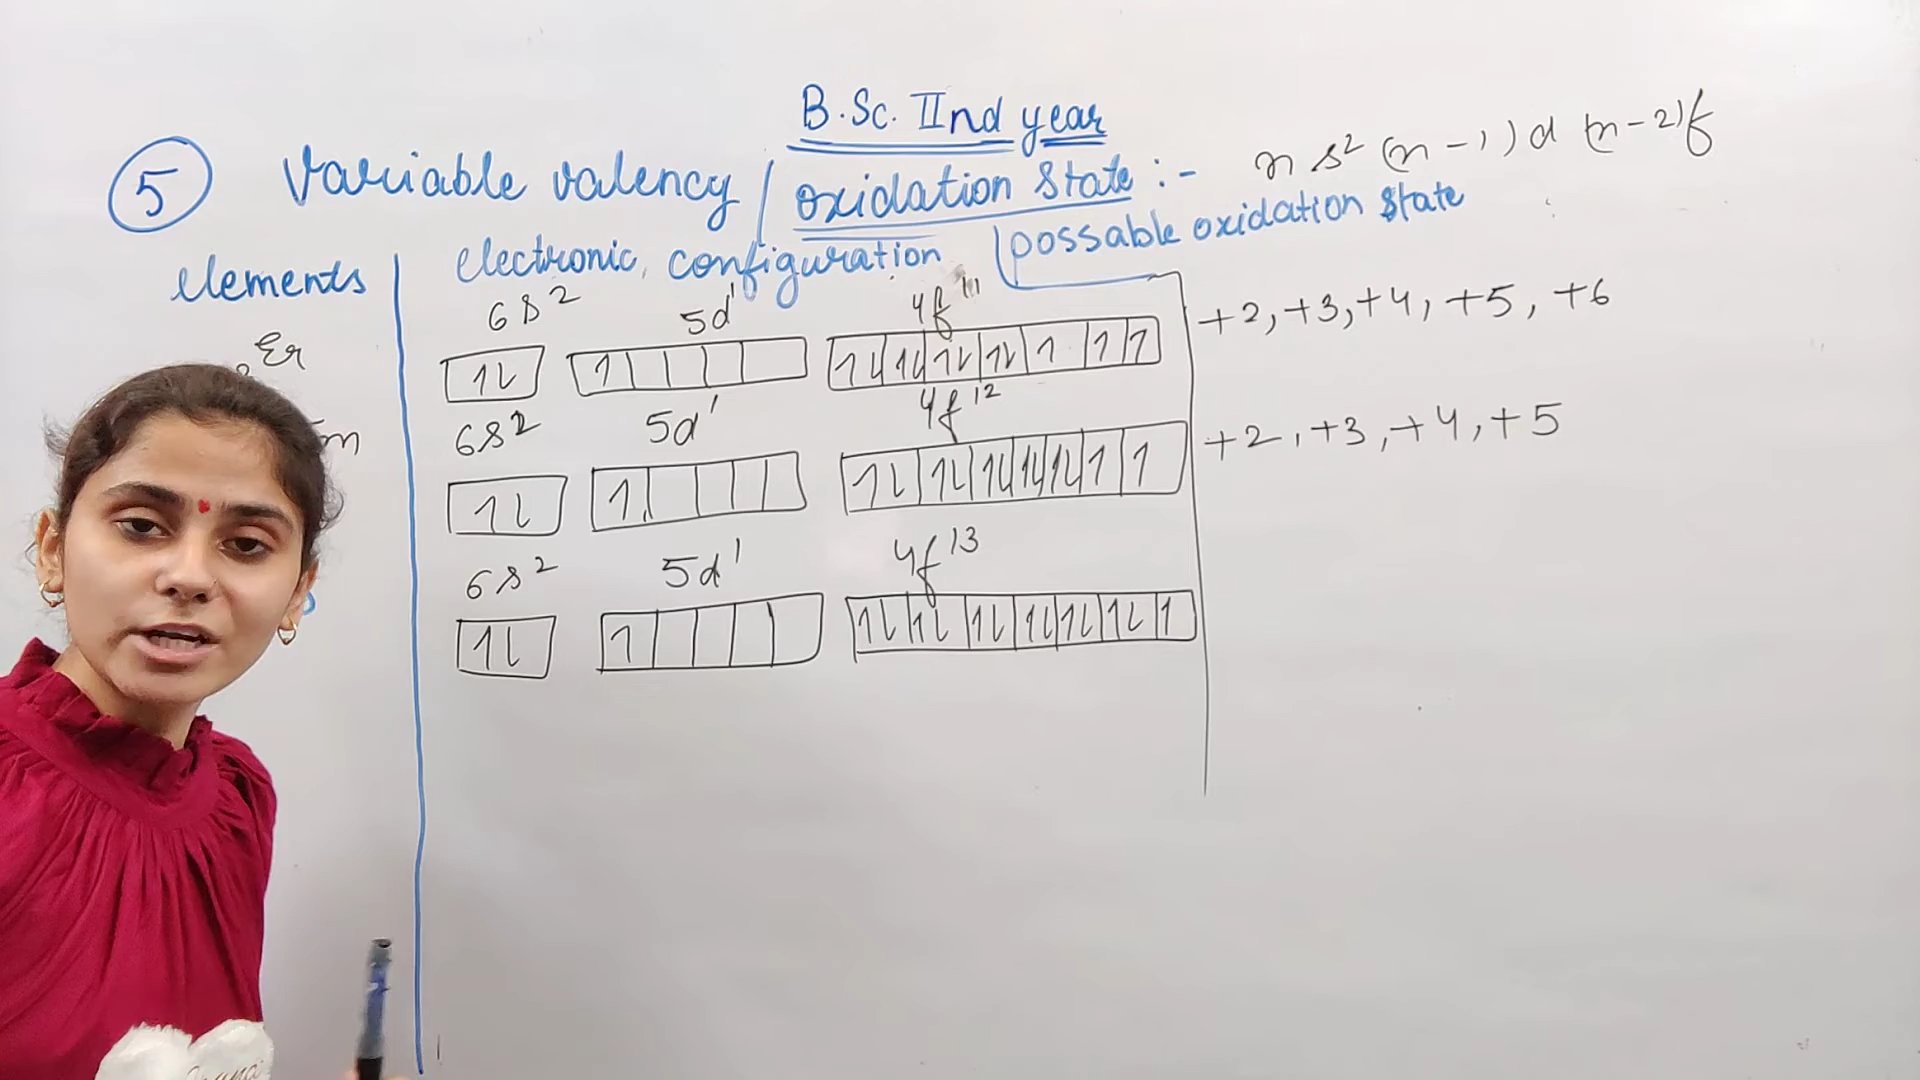 B.Sc. IInd year
5 Variable valency / oxidation State :- n s² (n-1)d (n-2)f
elements electronic configuration possable oxidation state
Er 6s² 5d¹ 4f¹¹ +2,+3,+4,+5,+6
6s² 5d¹ 4f¹² +2,+3,+4,+5
6s² 5d¹ 4f¹³